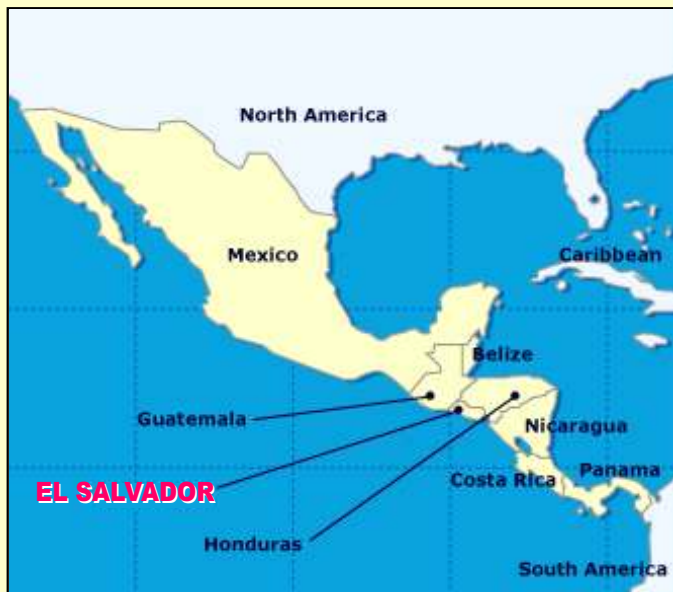 North America
Mexico
Caribbean
Belize
Guatemala
Nicaragua
Costa Rica
Panama
EL SALVADOR
Honduras
South America